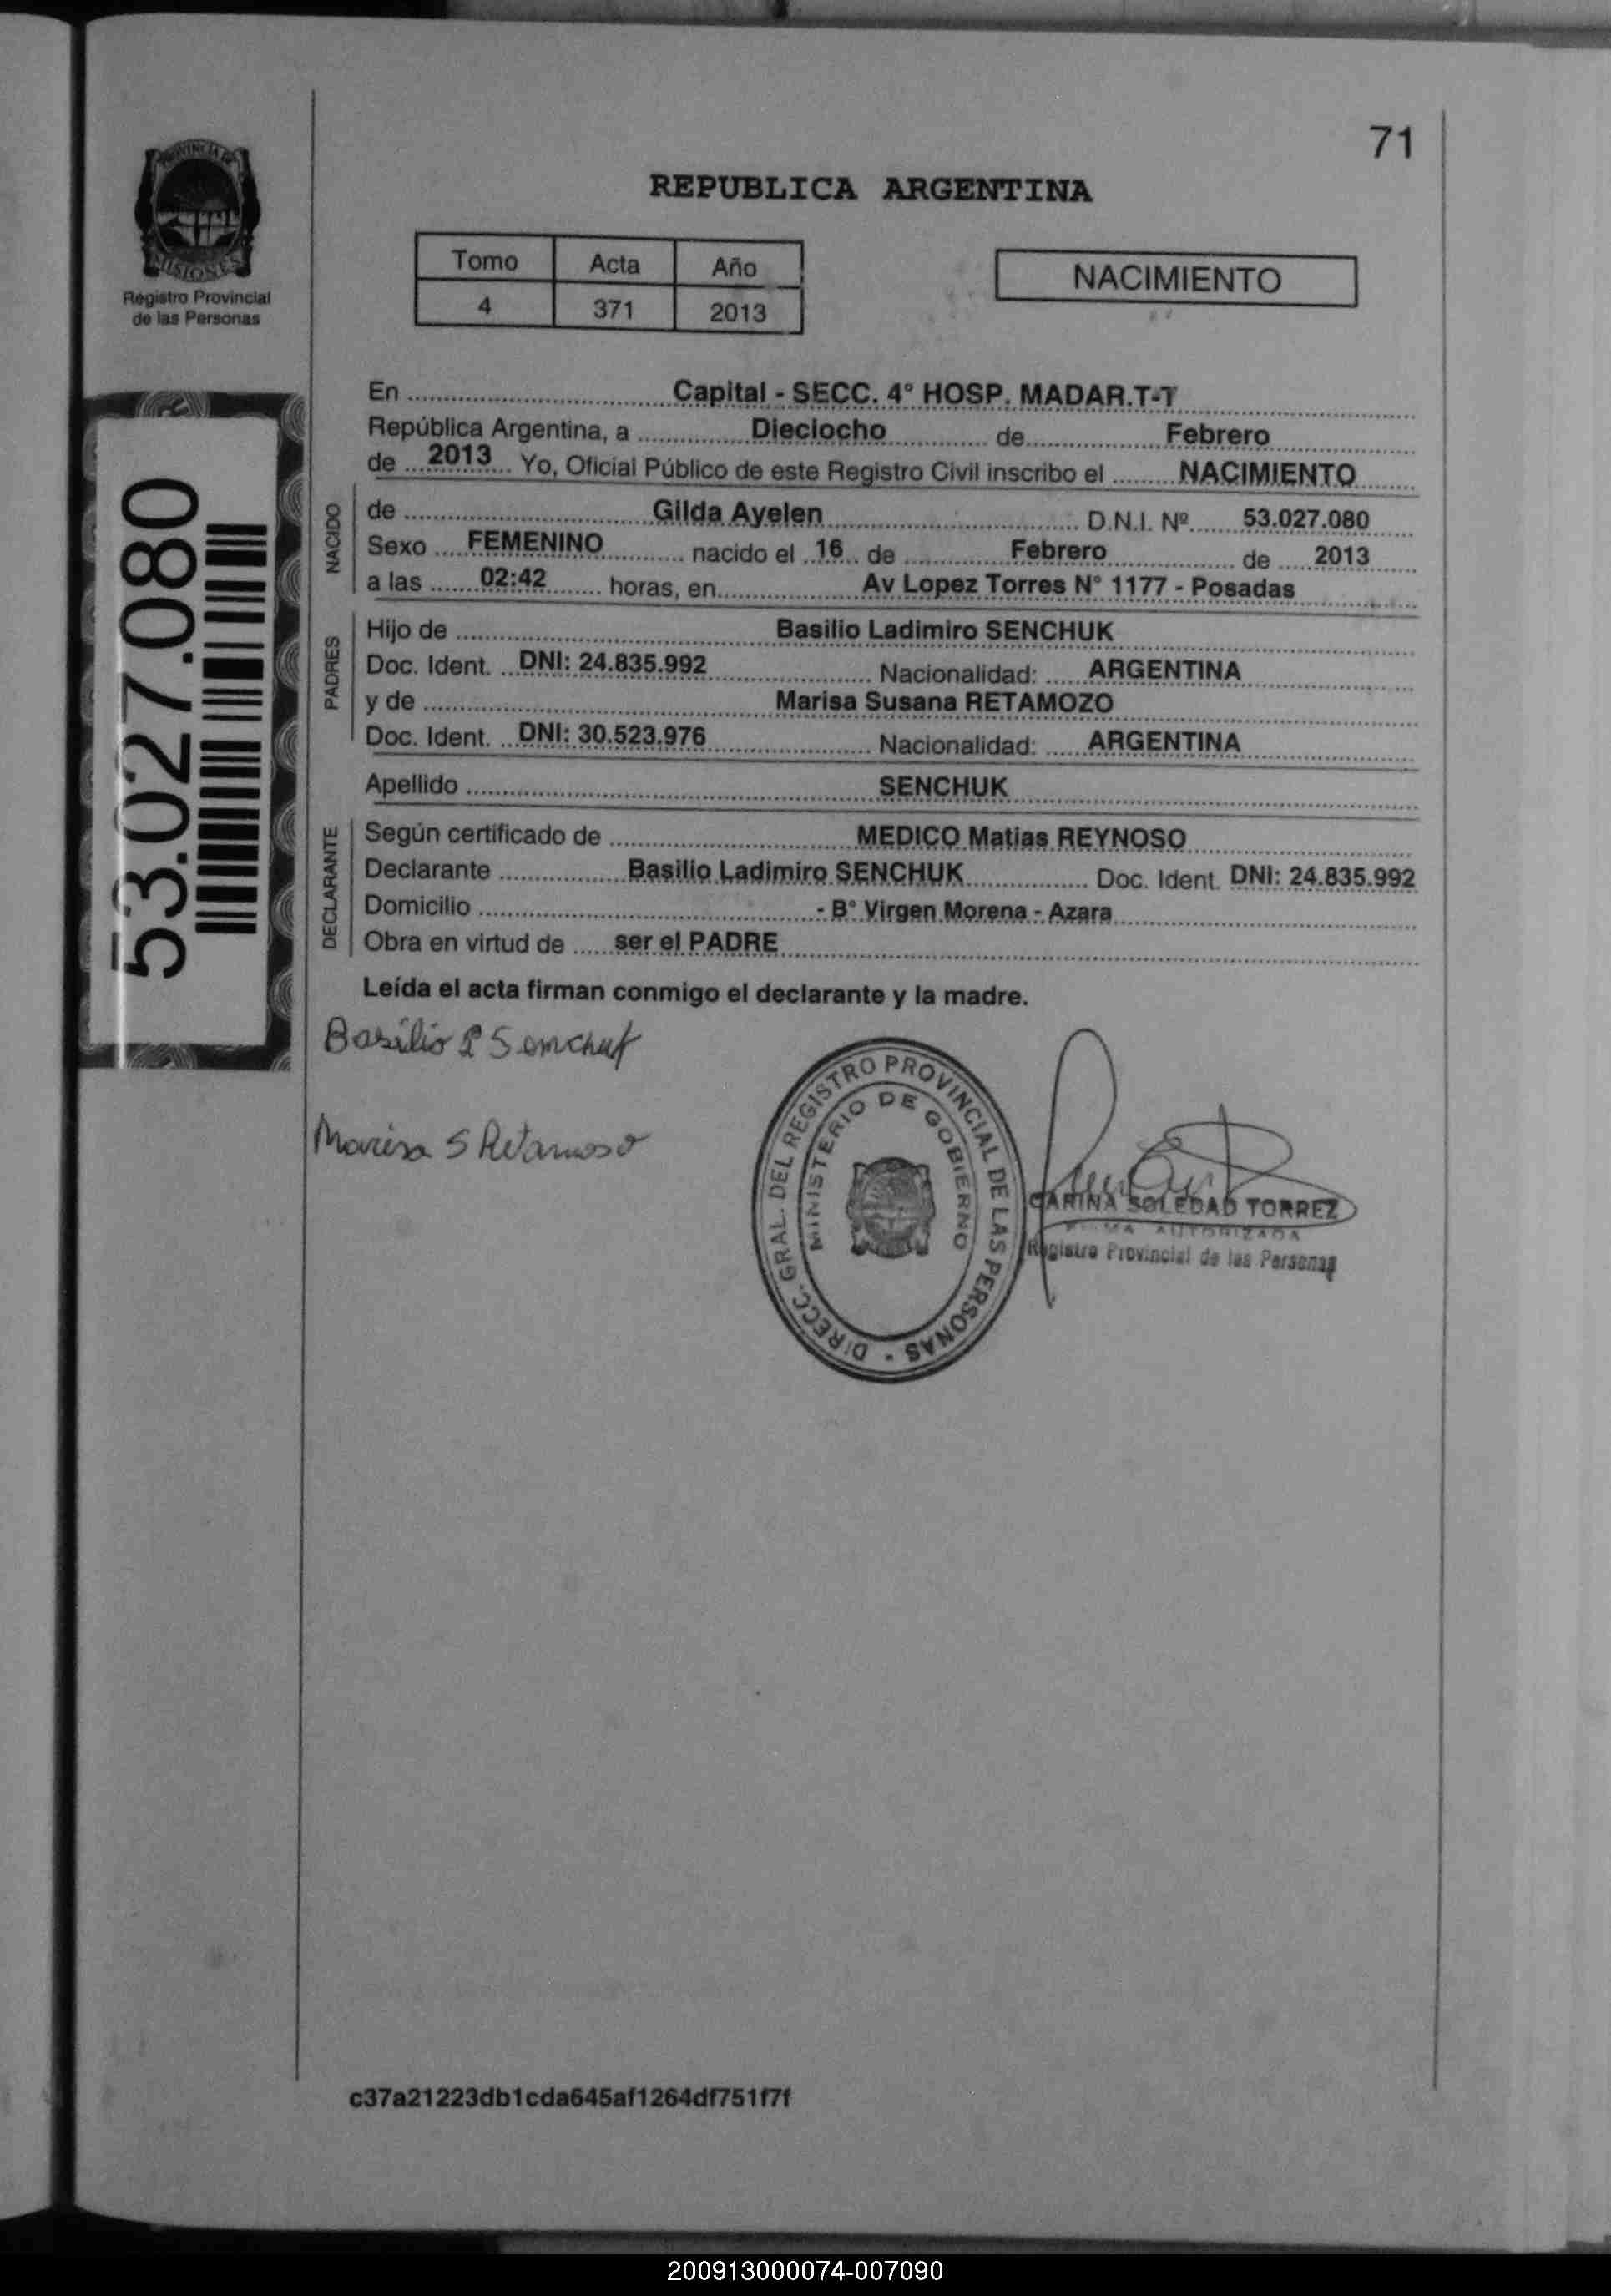 71
PROVINCIA DE
MISIONES
Registro Provincial
de las Personas
REPUBLICA ARGENTINA
Tomo Acta Año
4 371 2013
NACIMIENTO
53.027.080
En Capital - SECC. 4° HOSP. MADAR.T-T
República Argentina, a Dieciocho de Febrero
de 2013 Yo, Oficial Público de este Registro Civil inscribo el NACIMIENTO
NACIDO
de Gilda Ayelen D.N.I. Nº 53.027.080
Sexo FEMENINO nacido el 16 de Febrero de 2013
a las 02:42 horas, en Av Lopez Torres N° 1177 - Posadas
PADRES
Hijo de Basilio Ladimiro SENCHUK
Doc. Ident. DNI: 24.835.992 Nacionalidad: ARGENTINA
y de Marisa Susana RETAMOZO
Doc. Ident. DNI: 30.523.976 Nacionalidad: ARGENTINA
Apellido SENCHUK
DECLARANTE
Según certificado de MEDICO Matias REYNOSO
Declarante Basilio Ladimiro SENCHUK Doc. Ident. DNI: 24.835.992
Domicilio - B° Virgen Morena - Azara
Obra en virtud de ser el PADRE
Leída el acta firman conmigo el declarante y la madre.
Basilio L Senchuk
Marisa S Retamoso
DIRECC. GRAL. DEL REGISTRO PROVINCIAL DE LAS PERSONAS -
MINISTERIO DE GOBIERNO
CARINA SOLEDAD TORREZ
FIRMA AUTORIZADA
Registro Provincial de las Personas
c37a21223db1cda645af1264df751f7f
200913000074-007090